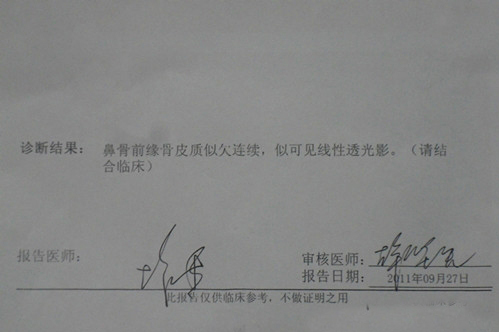 诊断结果： 鼻骨前缘骨皮质似欠连续，似可见线性透光影。（请结
合临床）
报告医师：
审核医师：
报告日期：2011年09月27日
此报告仅供临床参考，不做证明之用